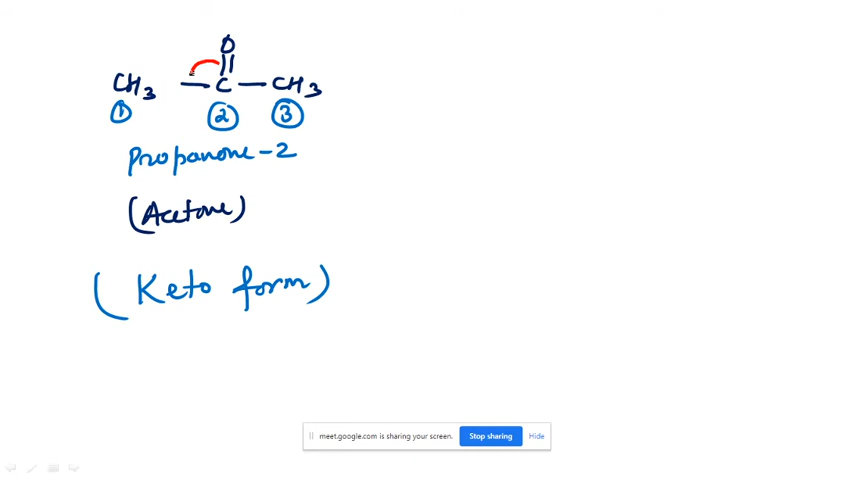 O
||
CH3 — C — CH3
1 2 3
Propanone-2
(Acetone)
(Keto form)
meet.google.com is sharing your screen. Stop sharing Hide